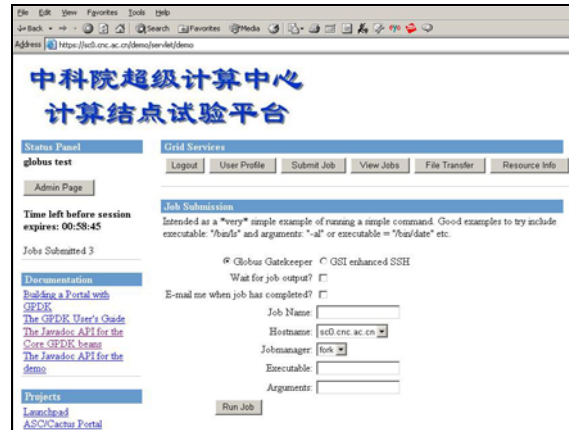 File Edit View Favorites Tools Help
Back Search Favorites Media
Address https://sc0.cnc.ac.cn/demo/servlet/demo
中科院超级计算中心
计算结点试验平台
Status Panel
globus test
Admin Page
Time left before session
expires: 00:58:45
Jobs Submitted 3
Documentation
Building a Portal with
GPDK
The GPDK User's Guide
The Javadoc API for the
Core GPDK beans
The Javadoc API for the
demo
Projects
Launchpad
ASC/Cactus Portal
Grid Services
Logout User Profile Submit Job View Jobs File Transfer Resource Info
Job Submission
Intended as a *very* simple example of running a simple command. Good examples to try include
executable: "/bin/ls" and arguments: "-al" or executable = "/bin/date" etc.
Globus Gatekeeper GSI enhanced SSH
Wait for job output?
E-mail me when job has completed?
Job Name:
Hostname: sc0.cnc.ac.cn
Jobmanager: fork
Executable:
Arguments:
Run Job